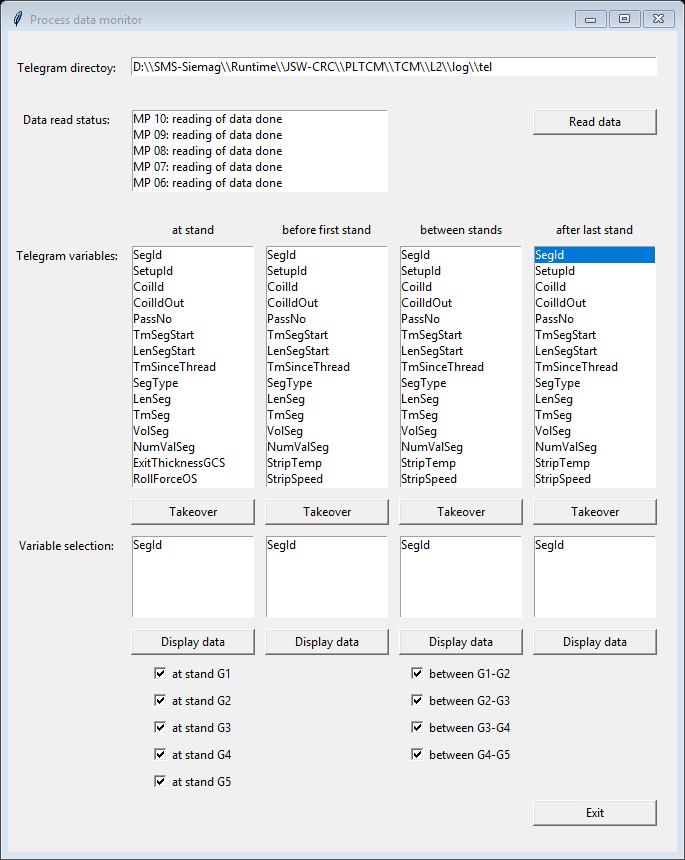 Process data monitor
Telegram directoy: D:\\SMS-Siemag\\Runtime\\JSW-CRC\\PLTCM\\TCM\\L2\\log\\tel
Data read status: MP 10: reading of data done Read data
MP 09: reading of data done
MP 08: reading of data done
MP 07: reading of data done
MP 06: reading of data done
at stand before first stand between stands after last stand
Telegram variables: SegId SegId SegId SegId
SetupId SetupId SetupId SetupId
CoilId CoilId CoilId CoilId
CoilIdOut CoilIdOut CoilIdOut CoilIdOut
PassNo PassNo PassNo PassNo
TmSegStart TmSegStart TmSegStart TmSegStart
LenSegStart LenSegStart LenSegStart LenSegStart
TmSinceThread TmSinceThread TmSinceThread TmSinceThread
SegType SegType SegType SegType
LenSeg LenSeg LenSeg LenSeg
TmSeg TmSeg TmSeg TmSeg
VolSeg VolSeg VolSeg VolSeg
NumValSeg NumValSeg NumValSeg NumValSeg
ExitThicknessGCS StripTemp StripTemp StripTemp
RollForceOS StripSpeed StripSpeed StripSpeed
Takeover Takeover Takeover Takeover
Variable selection: SegId SegId SegId SegId
Display data Display data Display data Display data
at stand G1 between G1-G2
at stand G2 between G2-G3
at stand G3 between G3-G4
at stand G4 between G4-G5
at stand G5
Exit